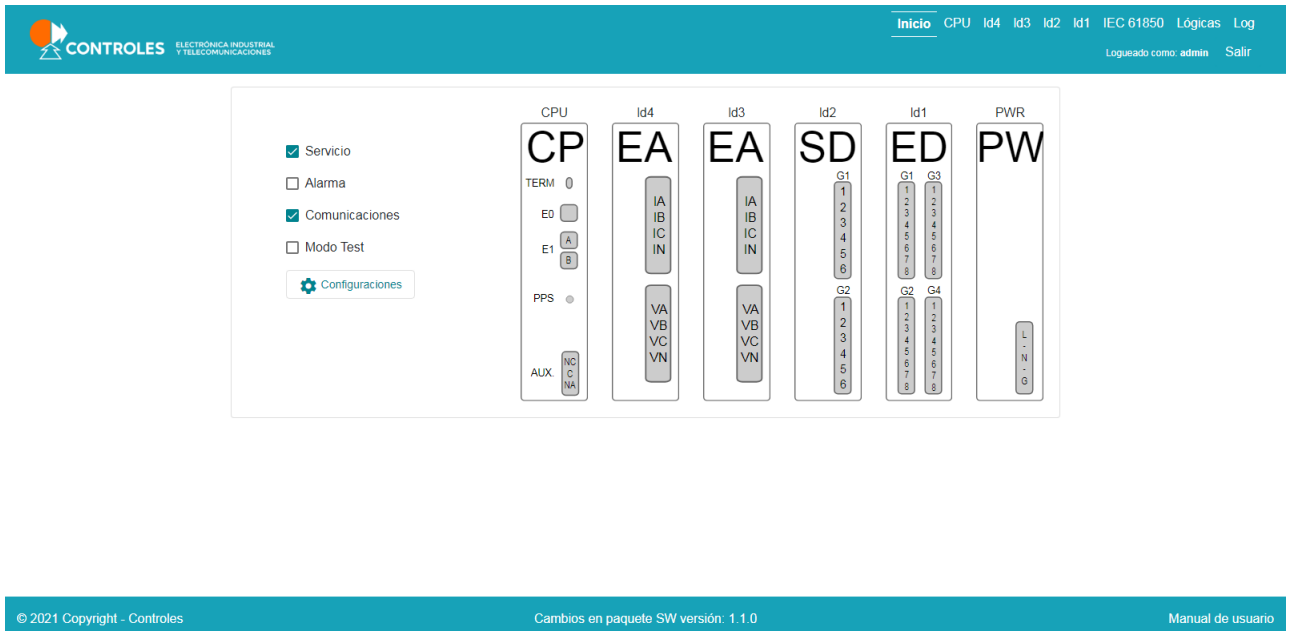 CONTROLES ELECTRÓNICA INDUSTRIAL
Y TELECOMUNICACIONES
Inicio CPU Id4 Id3 Id2 Id1 IEC 61850 Lógicas Log
Logueado como: admin Salir
Servicio
Alarma
Comunicaciones
Modo Test
Configuraciones
CPU
CP
TERM
E0
E1
A
B
PPS
AUX.
NC
C
NA
Id4
EA
IA
IB
IC
IN
VA
VB
VC
VN
Id3
EA
IA
IB
IC
IN
VA
VB
VC
VN
Id2
SD
G1
1
2
3
4
5
6
G2
1
2
3
4
5
6
Id1
ED
G1 G3
1 1
2 2
3 3
4 4
5 5
6 6
7 7
8 8
G2 G4
1 1
2 2
3 3
4 4
5 5
6 6
7 7
8 8
PWR
PW
L
-
N
-
G
© 2021 Copyright - Controles
Cambios en paquete SW versión: 1.1.0
Manual de usuario